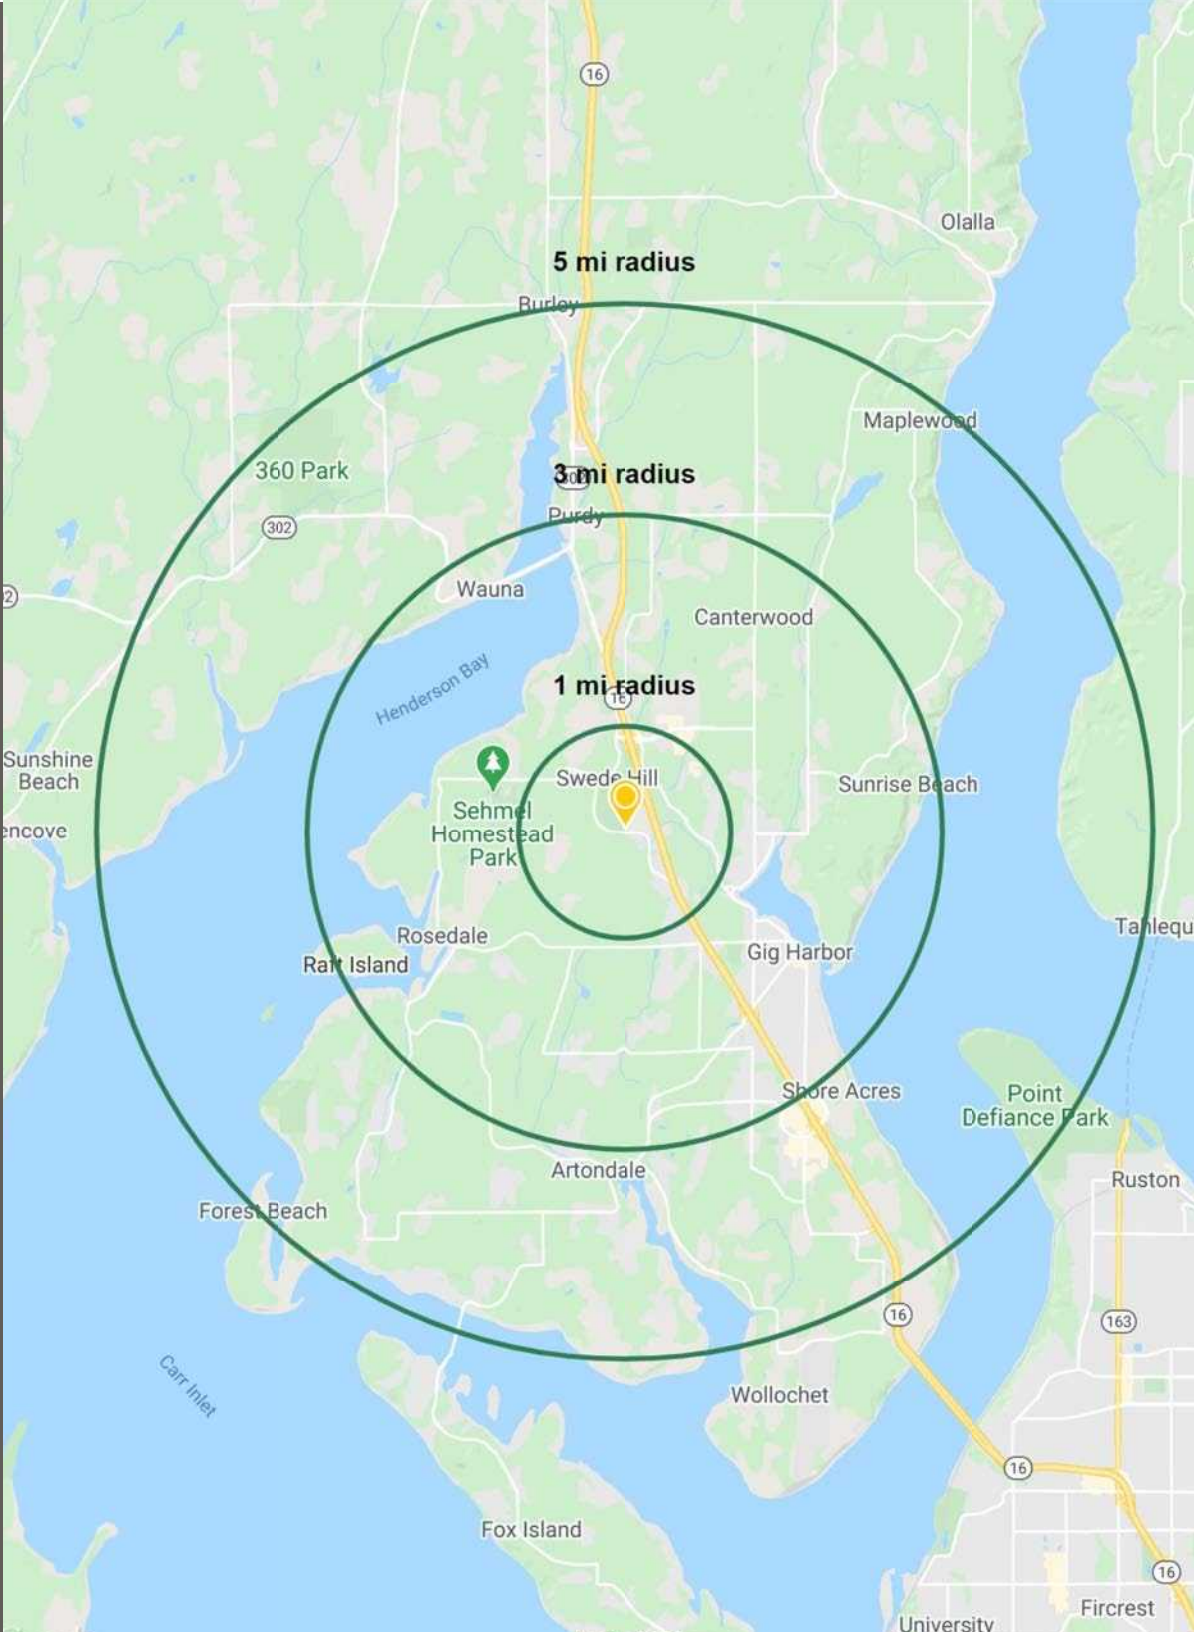 16
Olalla
5 mi radius
Burley
Maplewood
360 Park
3 mi radius
302
Purdy
302
Wauna
Canterwood
Henderson Bay
1 mi radius
16
Sunshine
Beach
Swede Hill
Sunrise Beach
Sehmel
Homestead
Park
encove
Rosedale
Raft Island
Gig Harbor
Tahlequ
Shore Acres
Point
Defiance Park
Artondale
Ruston
Forest Beach
16
163
Carr Inlet
Wollochet
16
Fox Island
16
Fircrest
University